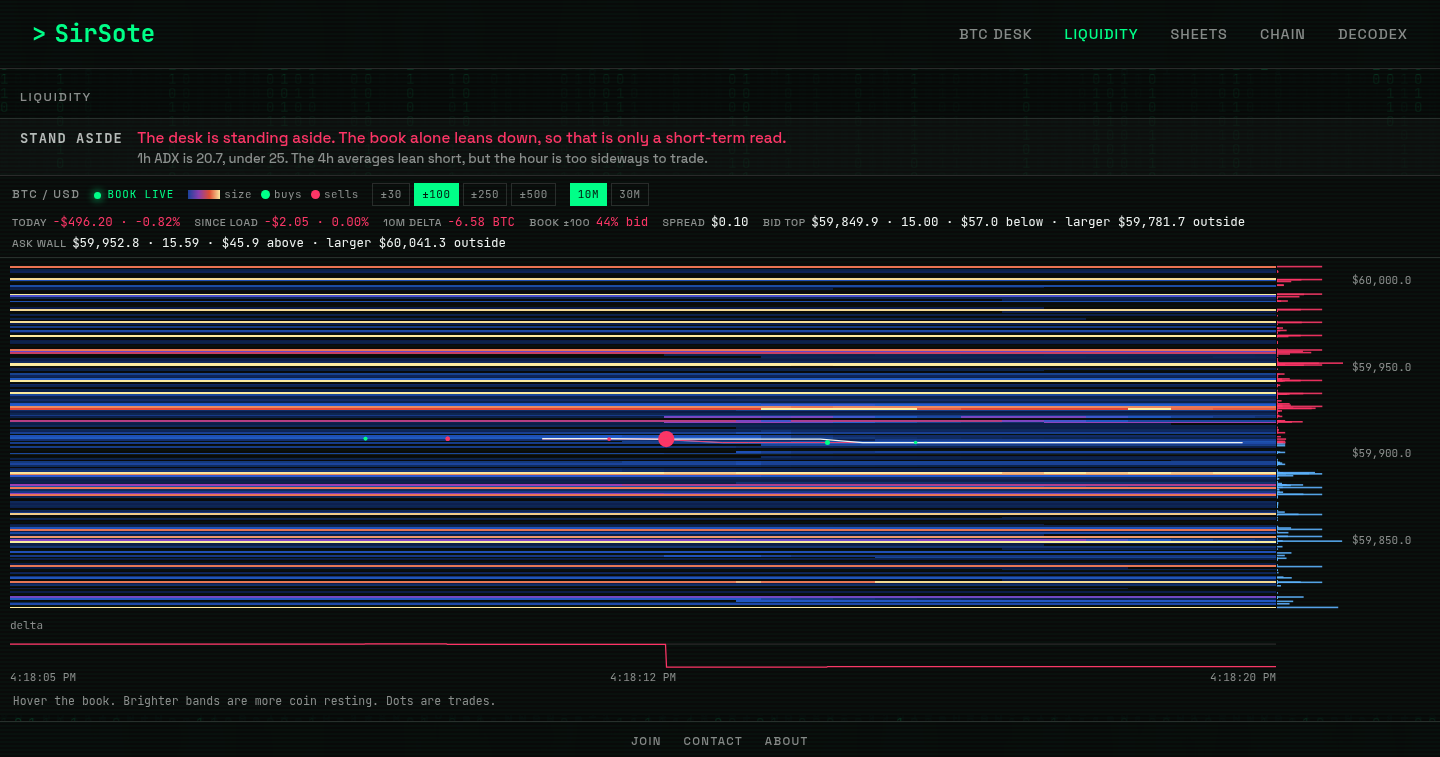 > SirSote
BTC DESK LIQUIDITY SHEETS CHAIN DECODEX
LIQUIDITY
STAND ASIDE The desk is standing aside. The book alone leans down, so that is only a short-term read.
1h ADX is 20.7, under 25. The 4h averages lean short, but the hour is too sideways to trade.
BTC / USD BOOK LIVE size buys sells ±30 ±100 ±250 ±500 10M 30M
TODAY -$496.20 · -0.82% SINCE LOAD -$2.05 · 0.00% 10M DELTA -6.58 BTC BOOK ±100 44% bid SPREAD $0.10 BID TOP $59,849.9 · 15.00 · $57.0 below · larger $59,781.7 outside
ASK WALL $59,952.8 · 15.59 · $45.9 above · larger $60,041.3 outside
$60,000.0
$59,950.0
$59,900.0
$59,850.0
delta
4:18:05 PM 4:18:12 PM 4:18:20 PM
Hover the book. Brighter bands are more coin resting. Dots are trades.
JOIN CONTACT ABOUT